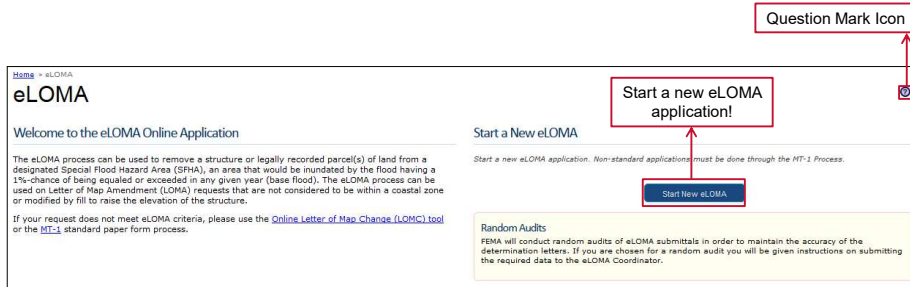 Question Mark Icon
Home > eLOMA
eLOMA
Start a new eLOMA
application!
Welcome to the eLOMA Online Application
The eLOMA process can be used to remove a structure or legally recorded parcel(s) of land from a
designated Special Flood Hazard Area (SFHA), an area that would be inundated by the flood having a
1%-chance of being equaled or exceeded in any given year (base flood). The eLOMA process can be
used on Letter of Map Amendment (LOMA) requests that are not considered to be within a coastal zone
or modified by fill to raise the elevation of the structure.
If your request does not meet eLOMA criteria, please use the Online Letter of Map Change (LOMC) tool
or the MT-1 standard paper form process.
Start a New eLOMA
Start a new eLOMA application. Non-standard applications must be done through the MT-1 Process.
Start New eLOMA
Random Audits
FEMA will conduct random audits of eLOMA submittals in order to maintain the accuracy of the
determination letters. If you are chosen for a random audit you will be given instructions on submitting
the required data to the eLOMA Coordinator.